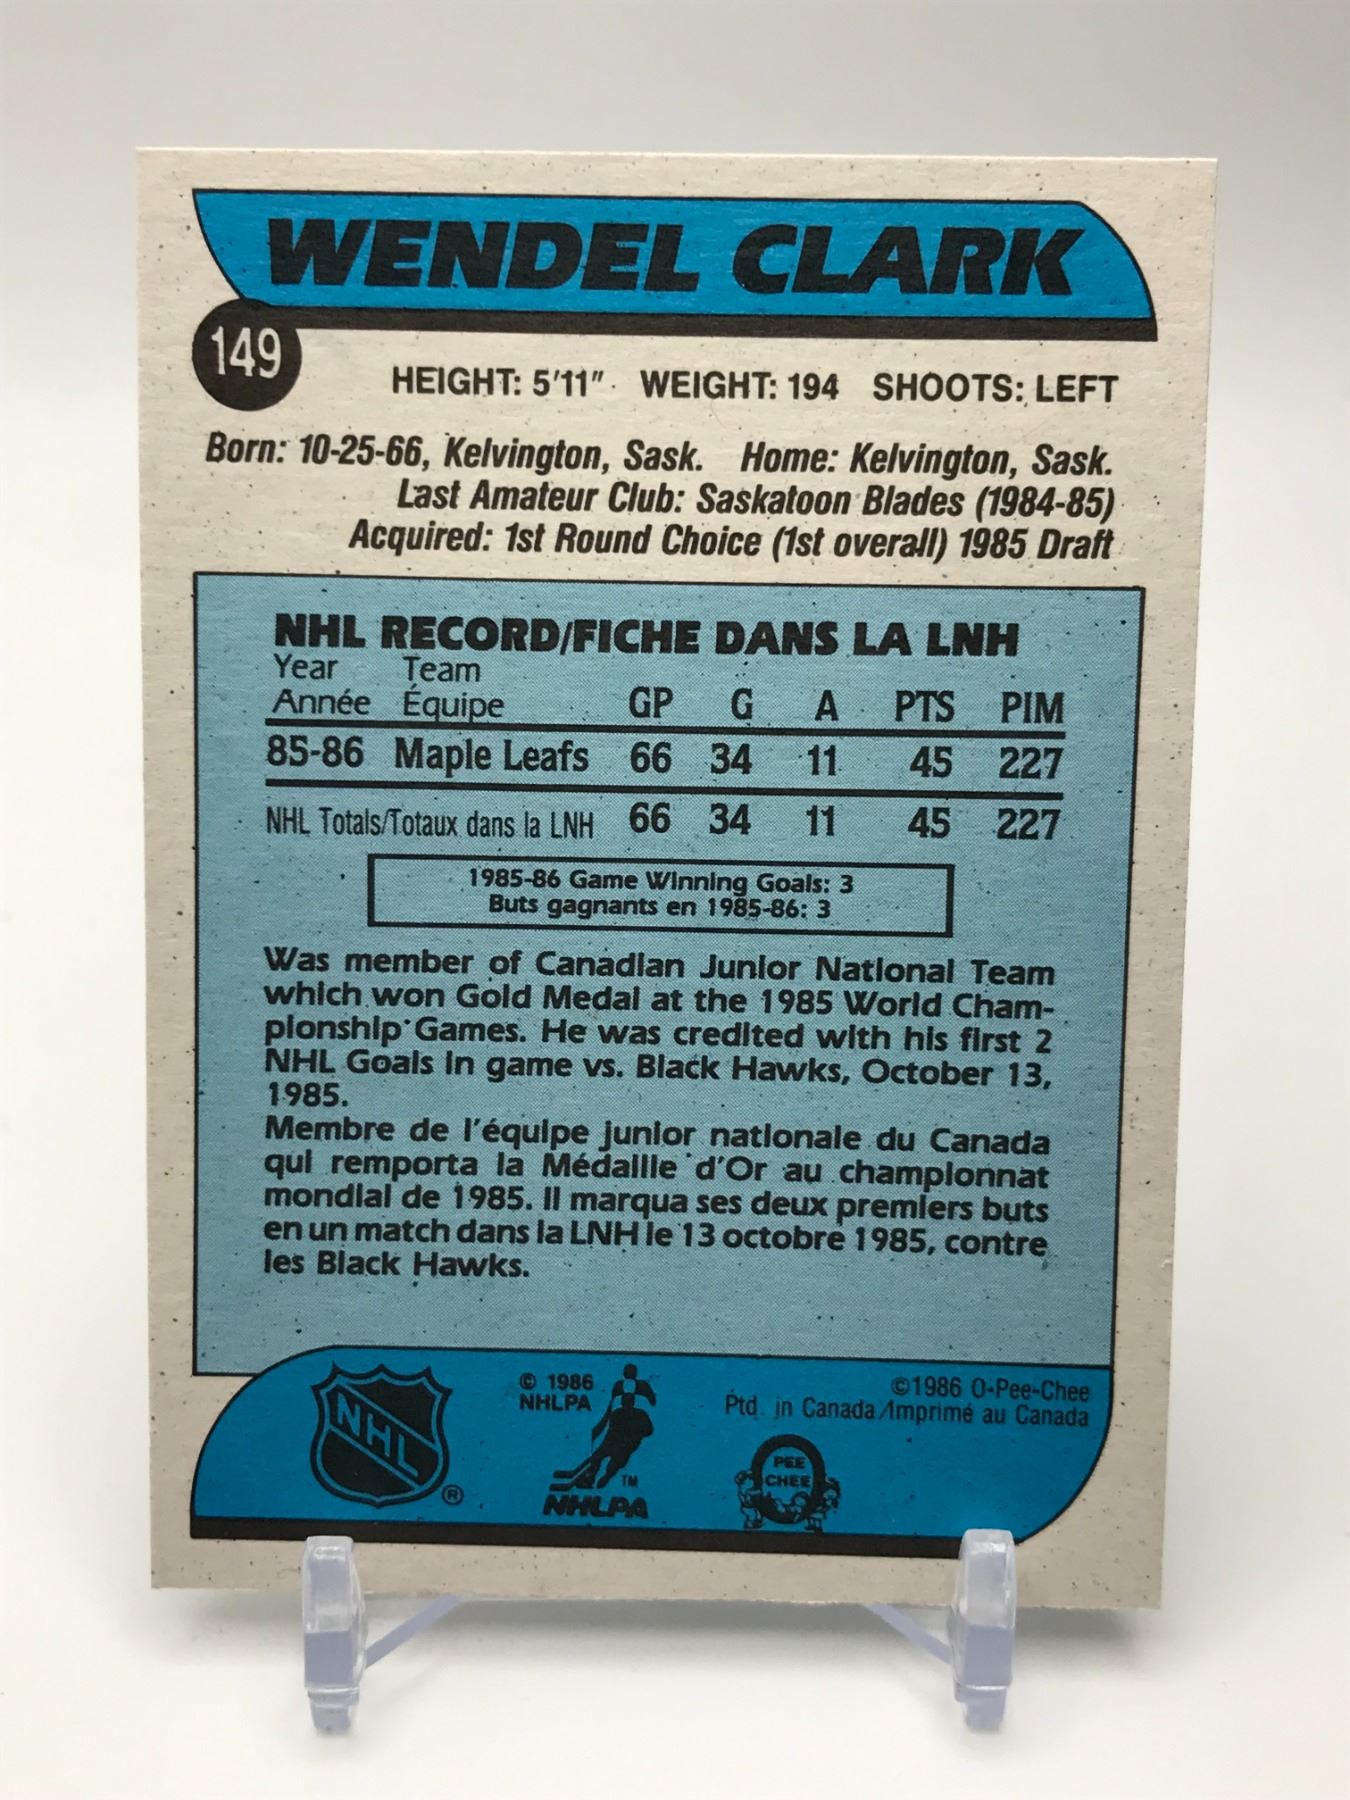 WENDEL CLARK
149
HEIGHT: 5'11" WEIGHT: 194 SHOOTS: LEFT
Born: 10-25-66, Kelvington, Sask. Home: Kelvington, Sask.
Last Amateur Club: Saskatoon Blades (1984-85)
Acquired: 1st Round Choice (1st overall) 1985 Draft
NHL RECORD/FICHE DANS LA LNH
Year Team
Année Équipe GP G A PTS PIM
85-86 Maple Leafs 66 34 11 45 227
NHL Totals/Totaux dans la LNH 66 34 11 45 227
1985-86 Game Winning Goals: 3
Buts gagnants en 1985-86: 3
Was member of Canadian Junior National Team
which won Gold Medal at the 1985 World Cham-
pionship Games. He was credited with his first 2
NHL Goals in game vs. Black Hawks, October 13,
1985.
Membre de l'équipe junior nationale du Canada
qui remporta la Médaille d'Or au championnat
mondial de 1985. Il marqua ses deux premiers buts
en un match dans la LNH le 13 octobre 1985, contre
les Black Hawks.
NHL ®
© 1986
NHLPA
TM
NHLPA
©1986 O-Pee-Chee
Ptd. in Canada/Imprimé au Canada
PEE
CHEE